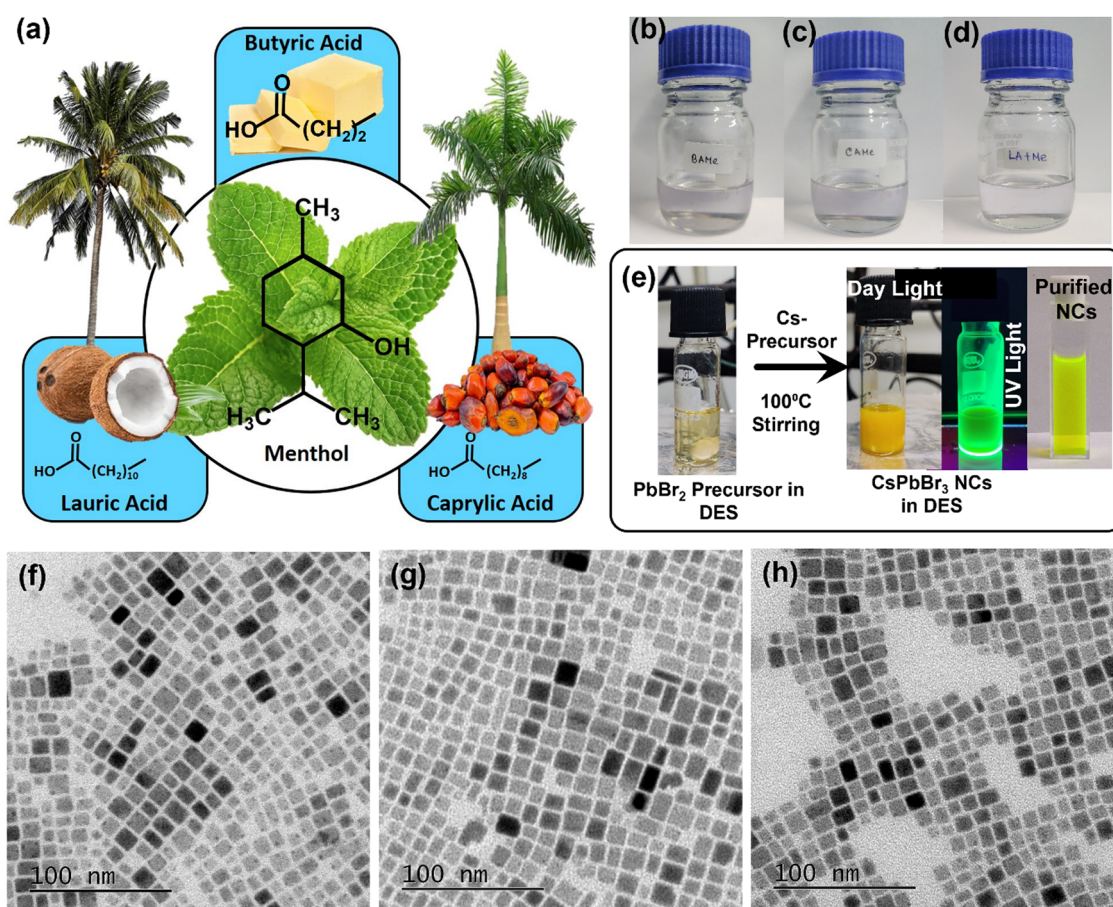 (a)
Butyric Acid
O
HO
(CH₂)₂
CH₃
OH
H₃C
CH₃
Menthol
O
HO
(CH₂)₁₀
Lauric Acid
O
HO
(CH₂)₈
Caprylic Acid
(b)
(c)
(d)
BAMe
CAMe
LA+Me
(e)
Cs-
Precursor
100⁰C
Stirring
PbBr₂ Precursor in
DES
Day Light
UV Light
Purified
NCs
CsPbBr₃ NCs
in DES
(f)
100 nm
(g)
100 nm
(h)
100 nm